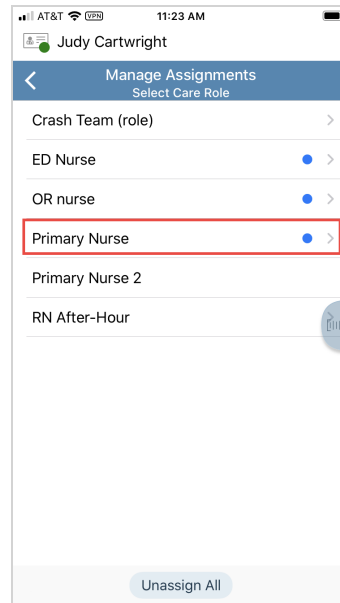 AT&T VPN 11:23 AM
Judy Cartwright
Manage Assignments
Select Care Role
Crash Team (role)
ED Nurse
OR nurse
Primary Nurse
Primary Nurse 2
RN After-Hour
Unassign All